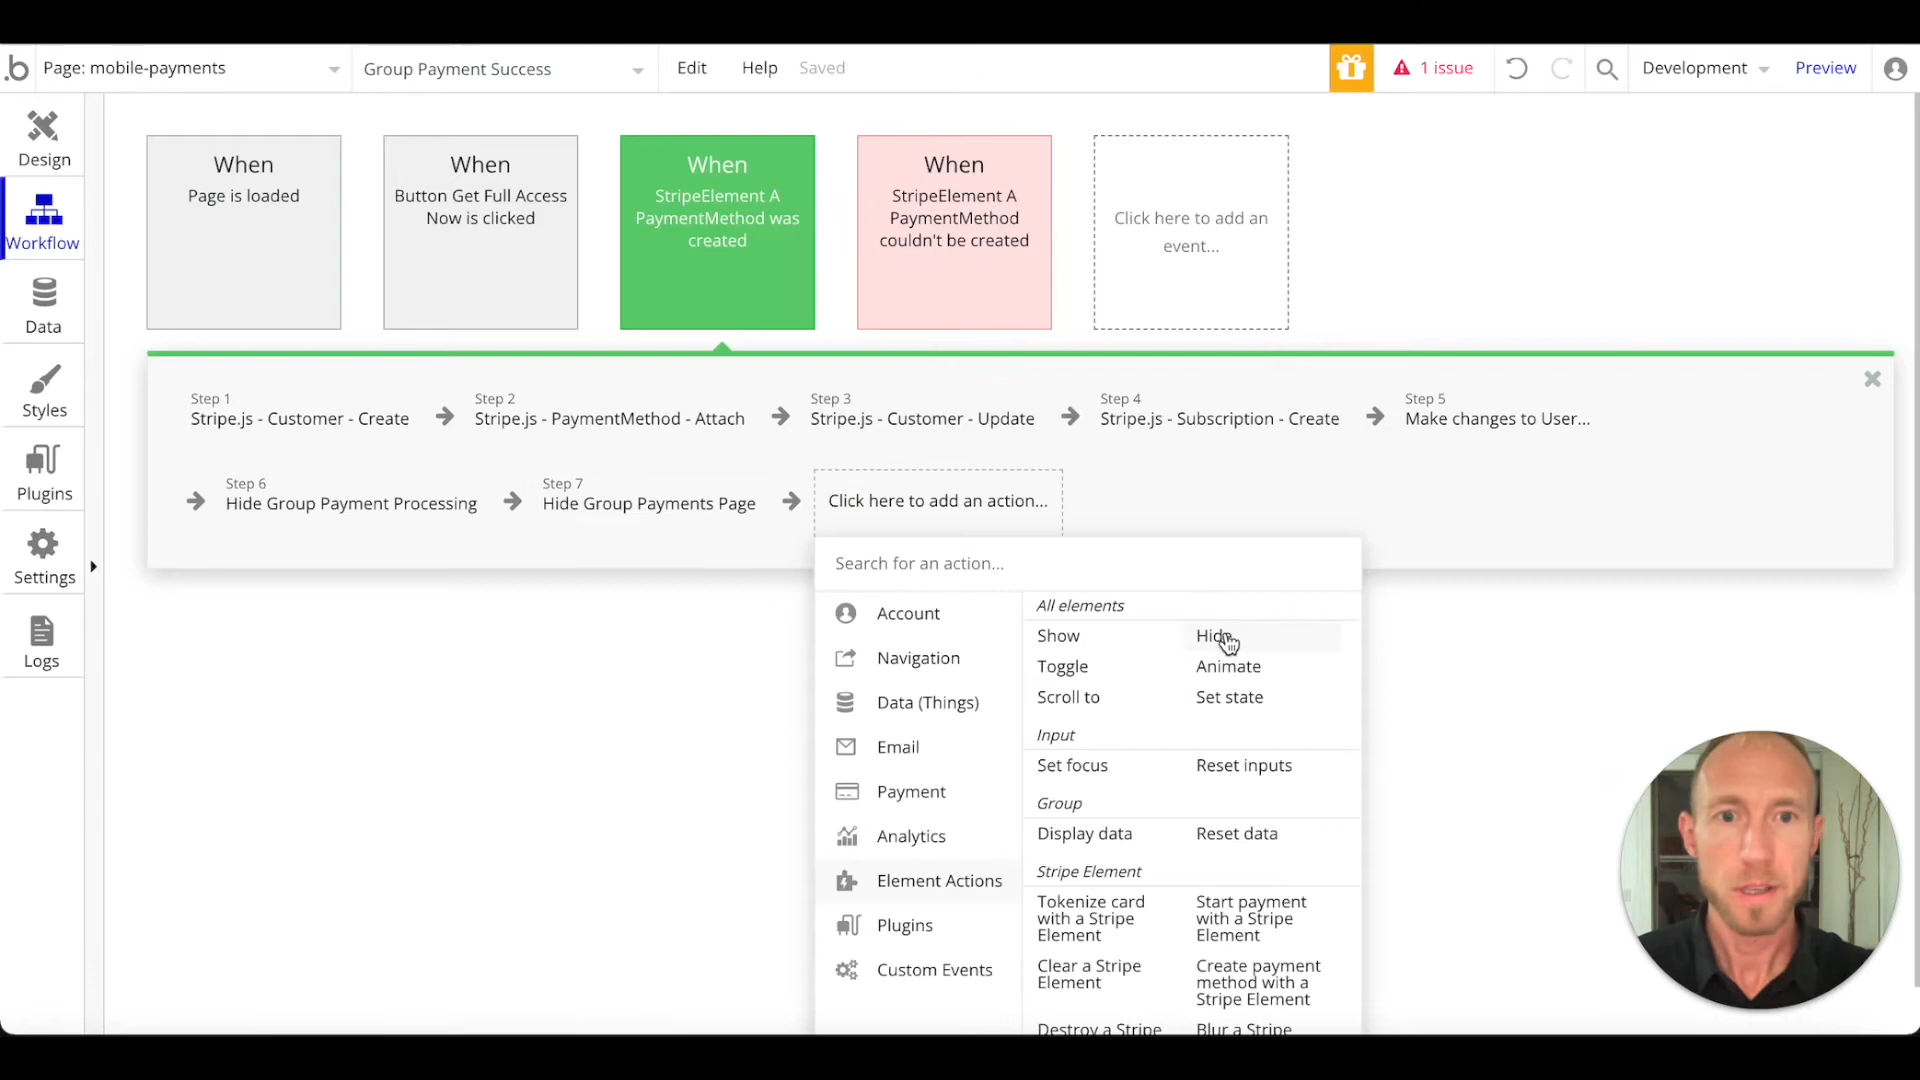 .b
Page: mobile-payments
Group Payment Success
Edit
Help
Saved
1 issue
Development
Preview
Design
Workflow
Data
Styles
Plugins
Settings
Logs
When
Page is loaded
When
Button Get Full Access
Now is clicked
When
StripeElement A
PaymentMethod was
created
When
StripeElement A
PaymentMethod
couldn't be created
Click here to add an
event...
Step 1
Stripe.js - Customer - Create
Step 2
Stripe.js - PaymentMethod - Attach
Step 3
Stripe.js - Customer - Update
Step 4
Stripe.js - Subscription - Create
Step 5
Make changes to User...
Step 6
Hide Group Payment Processing
Step 7
Hide Group Payments Page
Click here to add an action...
Search for an action...
Account
Navigation
Data (Things)
Email
Payment
Analytics
Element Actions
Plugins
Custom Events
All elements
Show
Hide
Toggle
Animate
Scroll to
Set state
Input
Set focus
Reset inputs
Group
Display data
Reset data
Stripe Element
Tokenize card
with a Stripe
Element
Start payment
with a Stripe
Element
Clear a Stripe
Element
Create payment
method with a
Stripe Element
Destroy a Stripe
Blur a Stripe